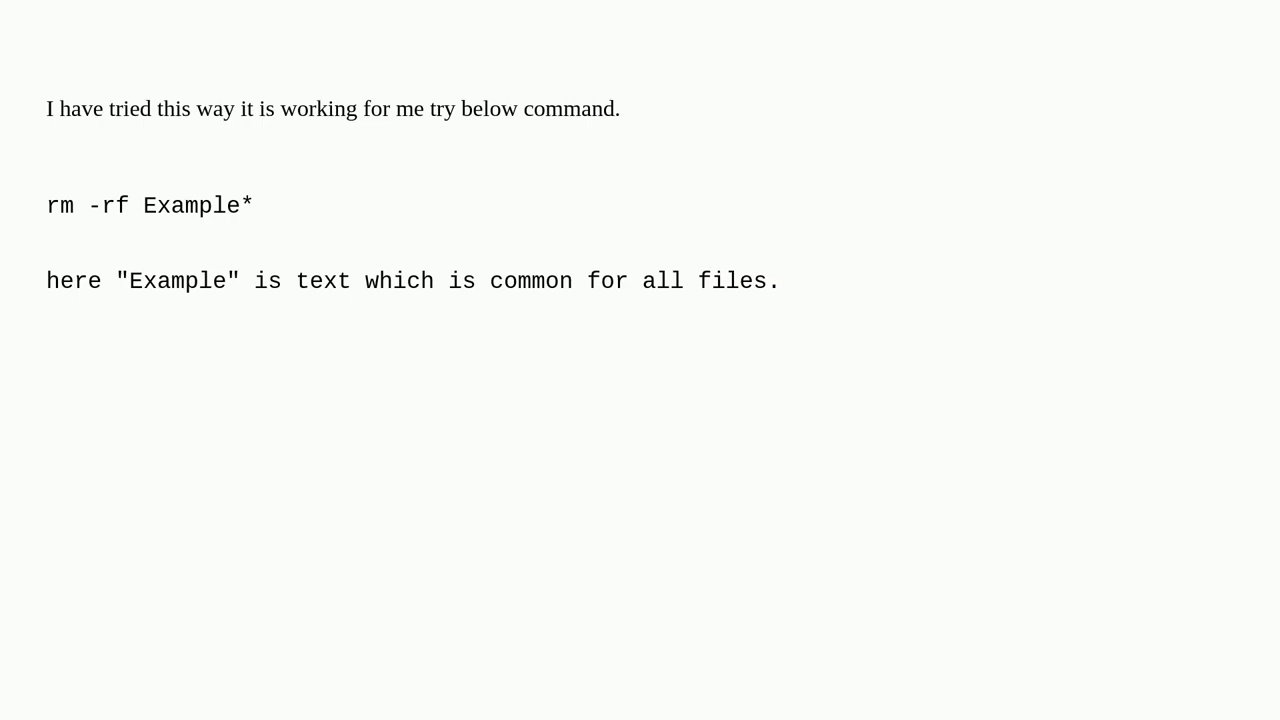 I have tried this way it is working for me try below command.
rm -rf Example*
here "Example" is text which is common for all files.